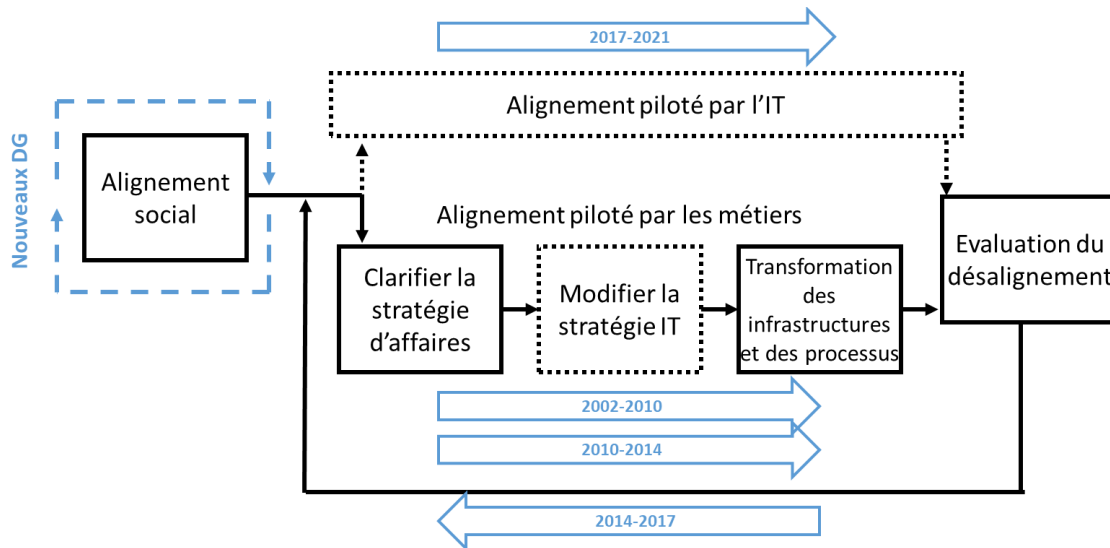 2017-2021
Alignement piloté par l'IT
Nouveaux DG
Alignement
social
Alignement piloté par les métiers
Clarifier la
stratégie
d'affaires
Modifier la
stratégie IT
Transformation
des
infrastructures
et des processus
Evaluation du
désalignement
2002-2010
2010-2014
2014-2017